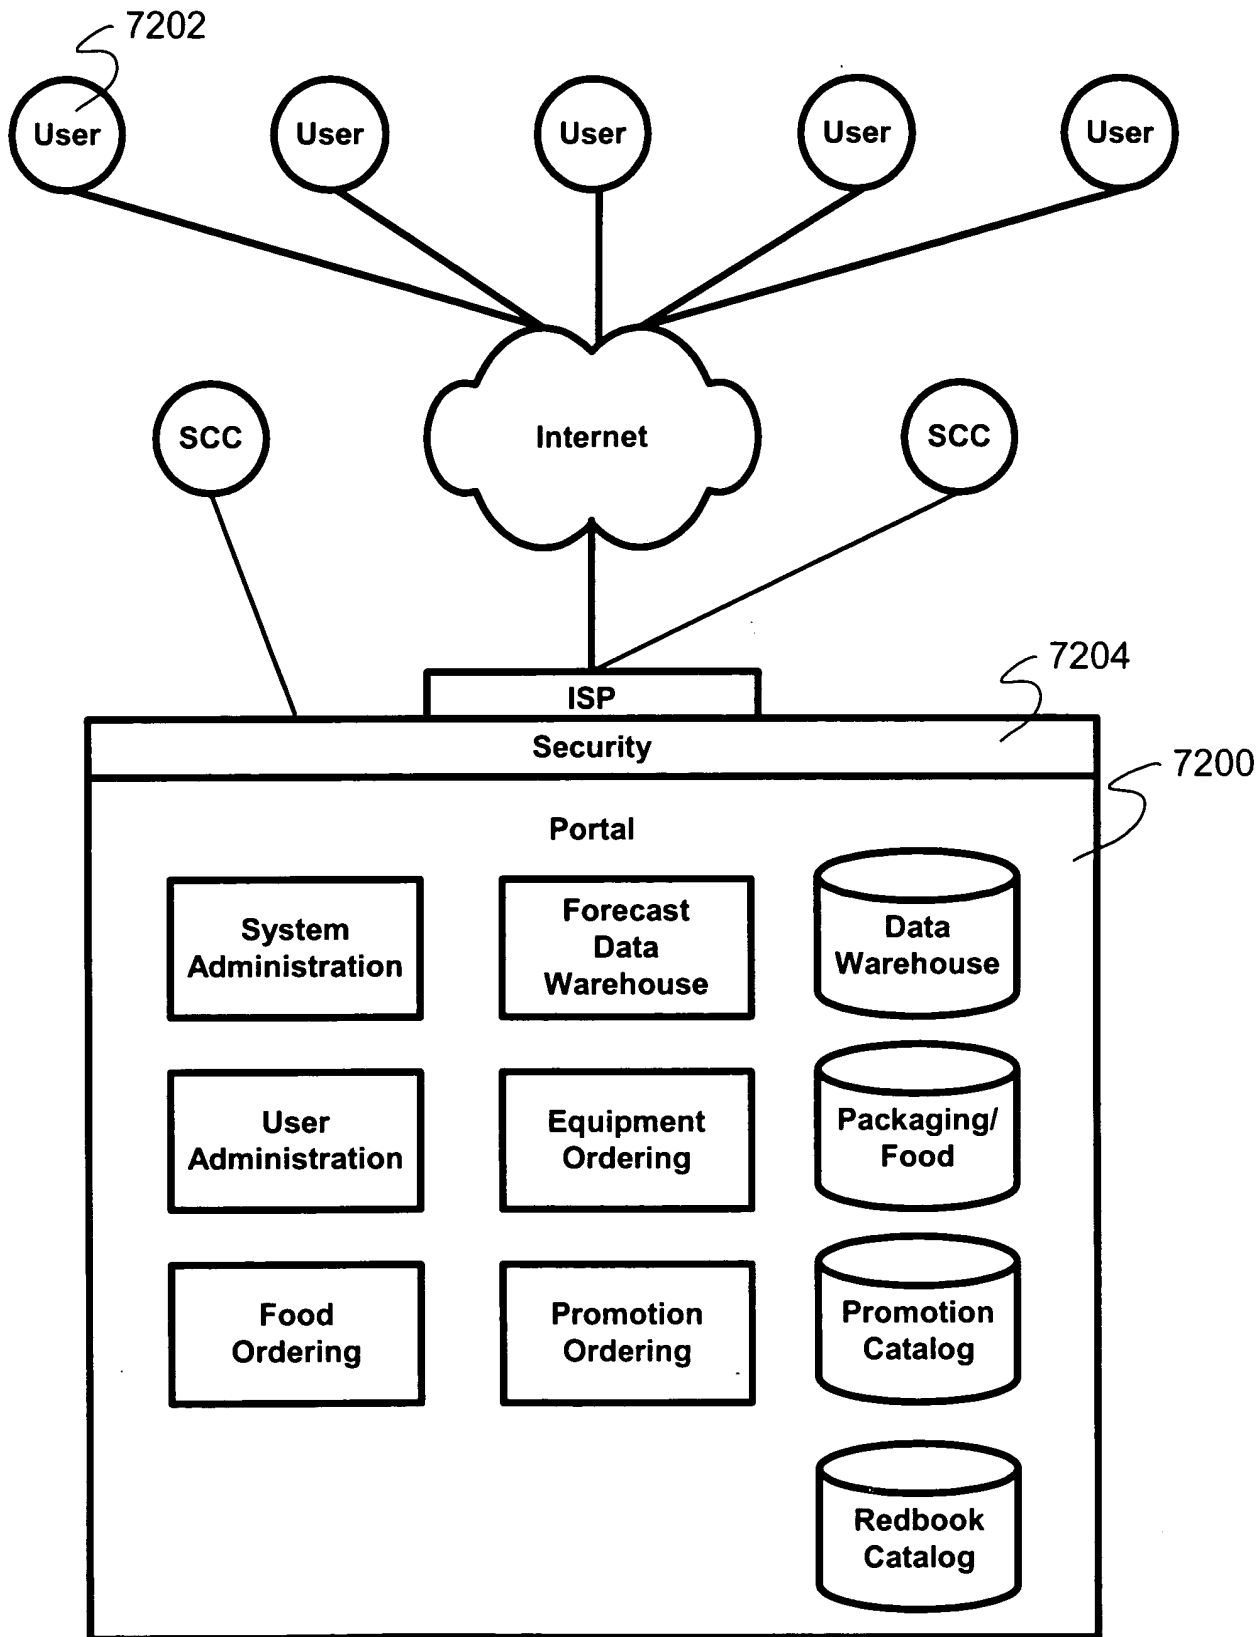 7202
User
User
User
User
User
SCC
Internet
SCC
7204
ISP
Security
7200
Portal
System
Administration
Forecast
Data
Warehouse
Data
Warehouse
User
Administration
Equipment
Ordering
Packaging/
Food
Food
Ordering
Promotion
Ordering
Promotion
Catalog
Redbook
Catalog